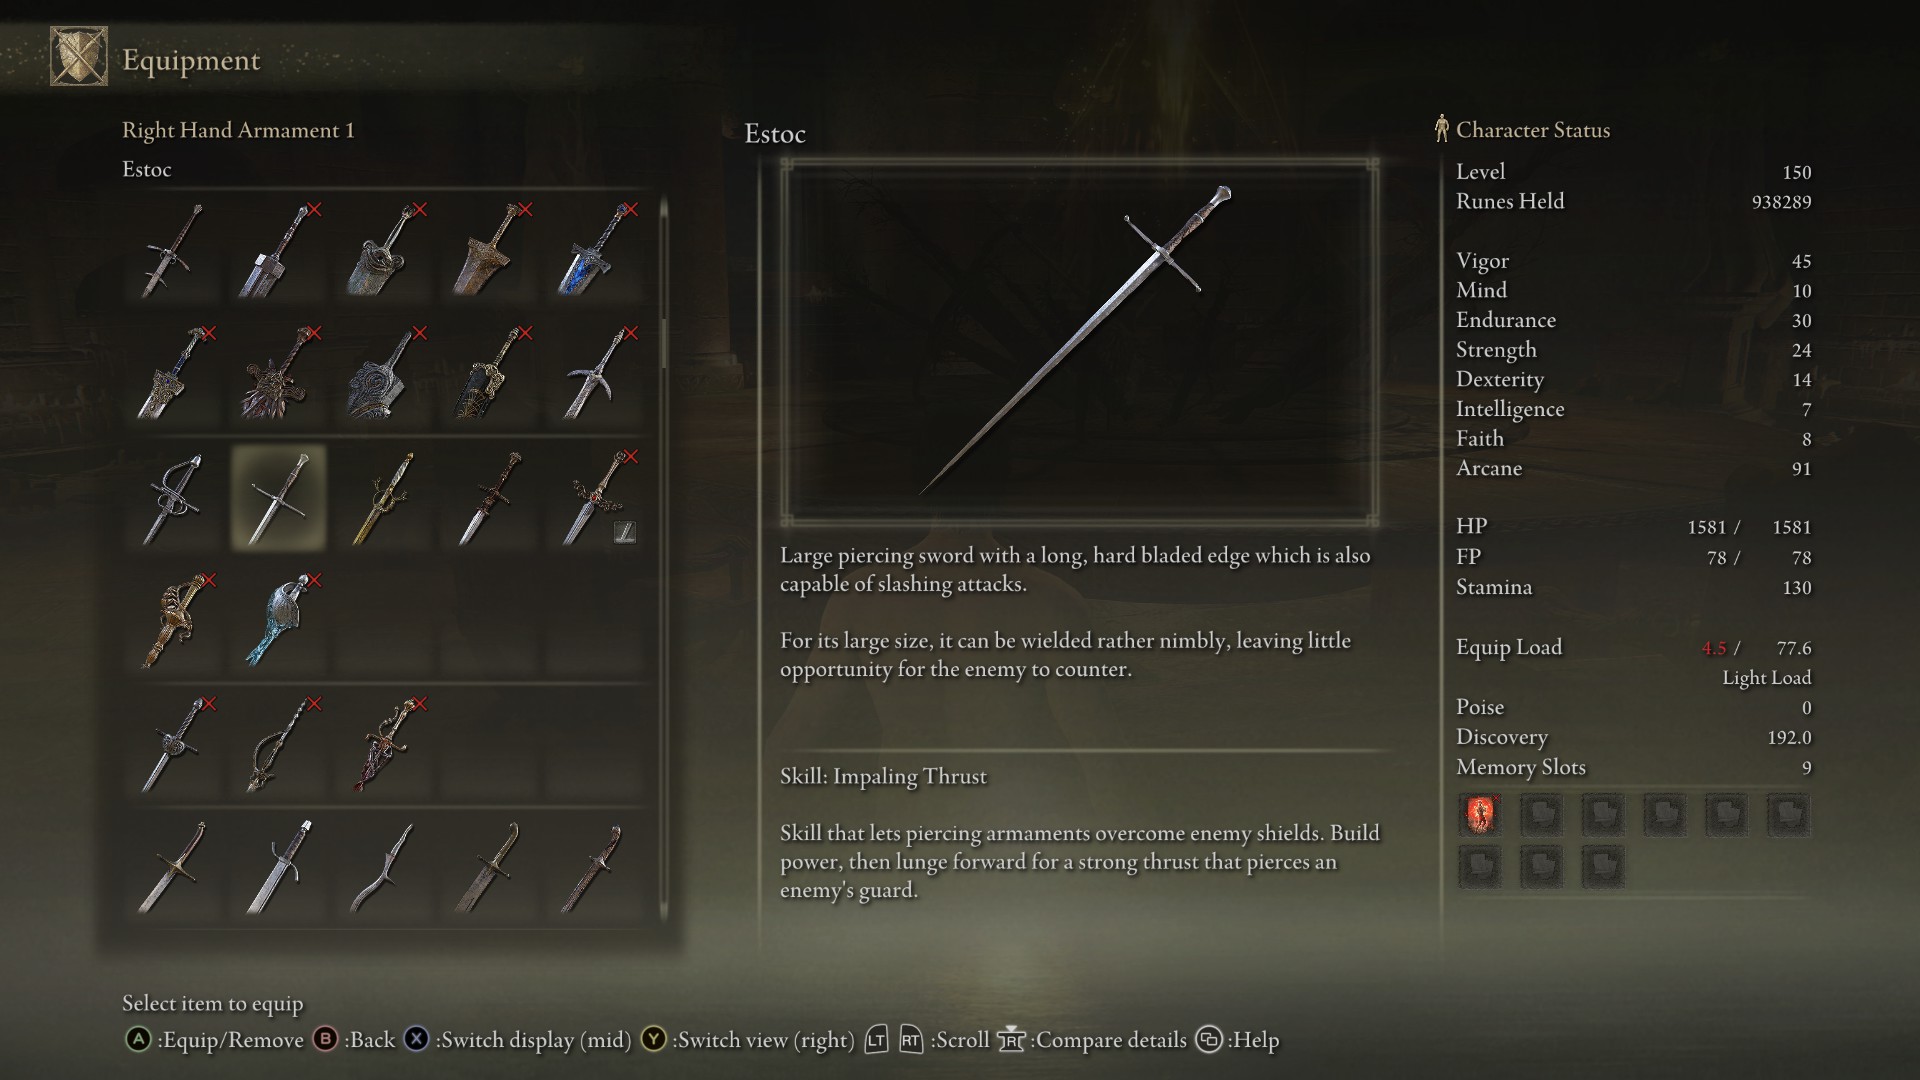 Equipment
Right Hand Armament 1
Estoc
Estoc
Large piercing sword with a long, hard bladed edge which is also
capable of slashing attacks.
For its large size, it can be wielded rather nimbly, leaving little
opportunity for the enemy to counter.
Skill: Impaling Thrust
Skill that lets piercing armaments overcome enemy shields. Build
power, then lunge forward for a strong thrust that pierces an
enemy's guard.
Character Status
Level 150
Runes Held 938289
Vigor 45
Mind 10
Endurance 30
Strength 24
Dexterity 14
Intelligence 7
Faith 8
Arcane 91
HP 1581 / 1581
FP 78 / 78
Stamina 130
Equip Load 4.5 / 77.6
Light Load
Poise 0
Discovery 192.0
Memory Slots 9
Select item to equip
A :Equip/Remove B :Back X :Switch display (mid) Y :Switch view (right) LT RT :Scroll R :Compare details :Help